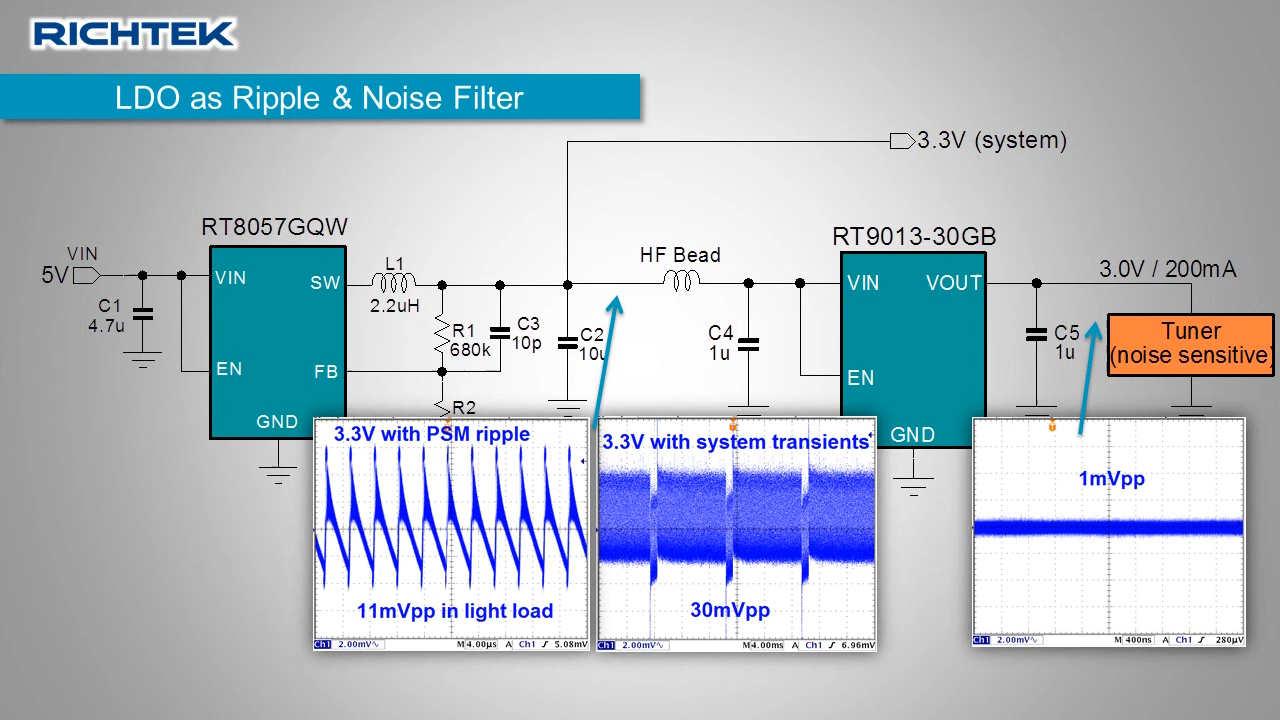 RICHTEK
LDO as Ripple & Noise Filter
3.3V (system)
RT8057GQW
VIN
5V
C1
4.7u
VIN
SW
EN
FB
GND
L1
2.2uH
R1
680k
C3
10p
R2
C2
10u
HF Bead
C4
1u
RT9013-30GB
VIN
VOUT
EN
GND
3.0V / 200mA
C5
1u
Tuner
(noise sensitive)
3.3V with PSM ripple
11mVpp in light load
Ch1 2.00mV∿ M 4.00µs A Ch1 ʃ 5.08mV
3.3V with system transients
30mVpp
Ch1 2.00mV∿ M 4.00ms A Ch1 ʃ 6.96mV
1mVpp
Ch1 2.00mV∿ M 400ns A Ch1 ʃ 280µV